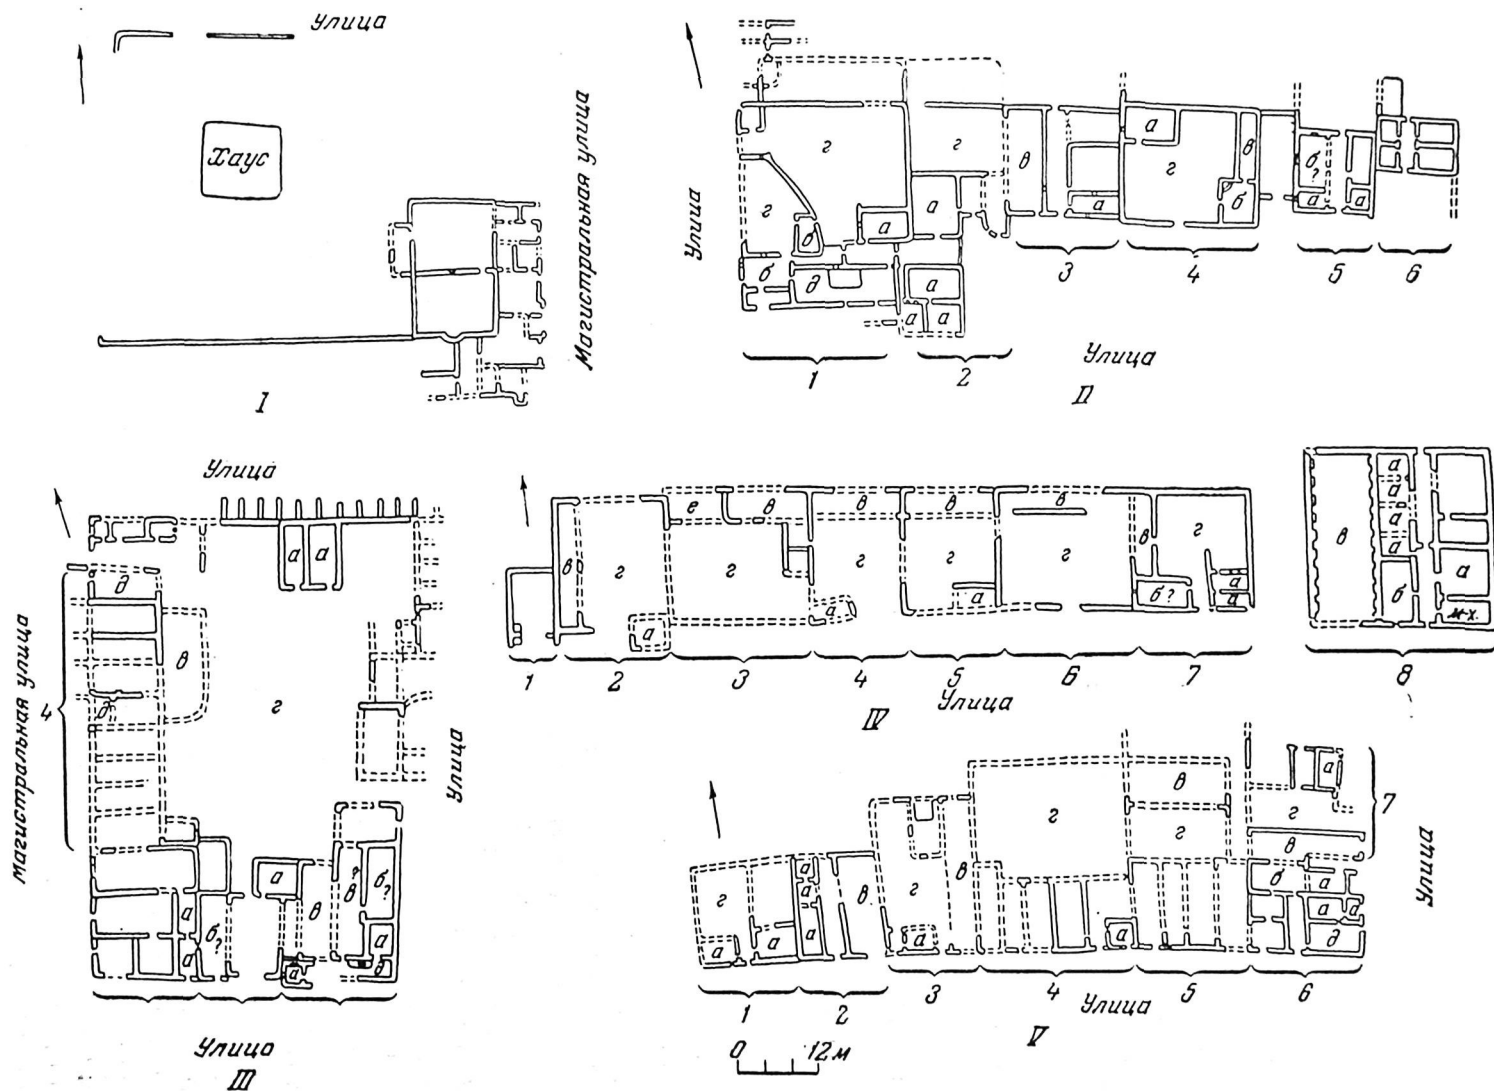 Улица
Хаус
Магистральная улица
I
Улица
г
в
а
г
в
б
?
г
б
а
а
а
б
а
а
б
д
а
а
а
3
4
5
6
1
2
Улица
II
Улица
Магистральная улица
4
д
а
а
в
г
д
Улица
а
а
б
?
в
в
?
б
?
а
а
а
д
Улица
III
е
в
в
в
в
в
г
г
г
г
г
в
г
а
а
а
б?
а
а
1
2
3
4
5
6
7
Улица
IV
в
а
а
а
а
б
а
м-х.
8
г
а
а
а
а
а
в
г
а
в
г
а
в
г
а
г
в
б
а
а
а
д
7
Улица
1
2
3
4
5
6
Улица
V
0 12 м